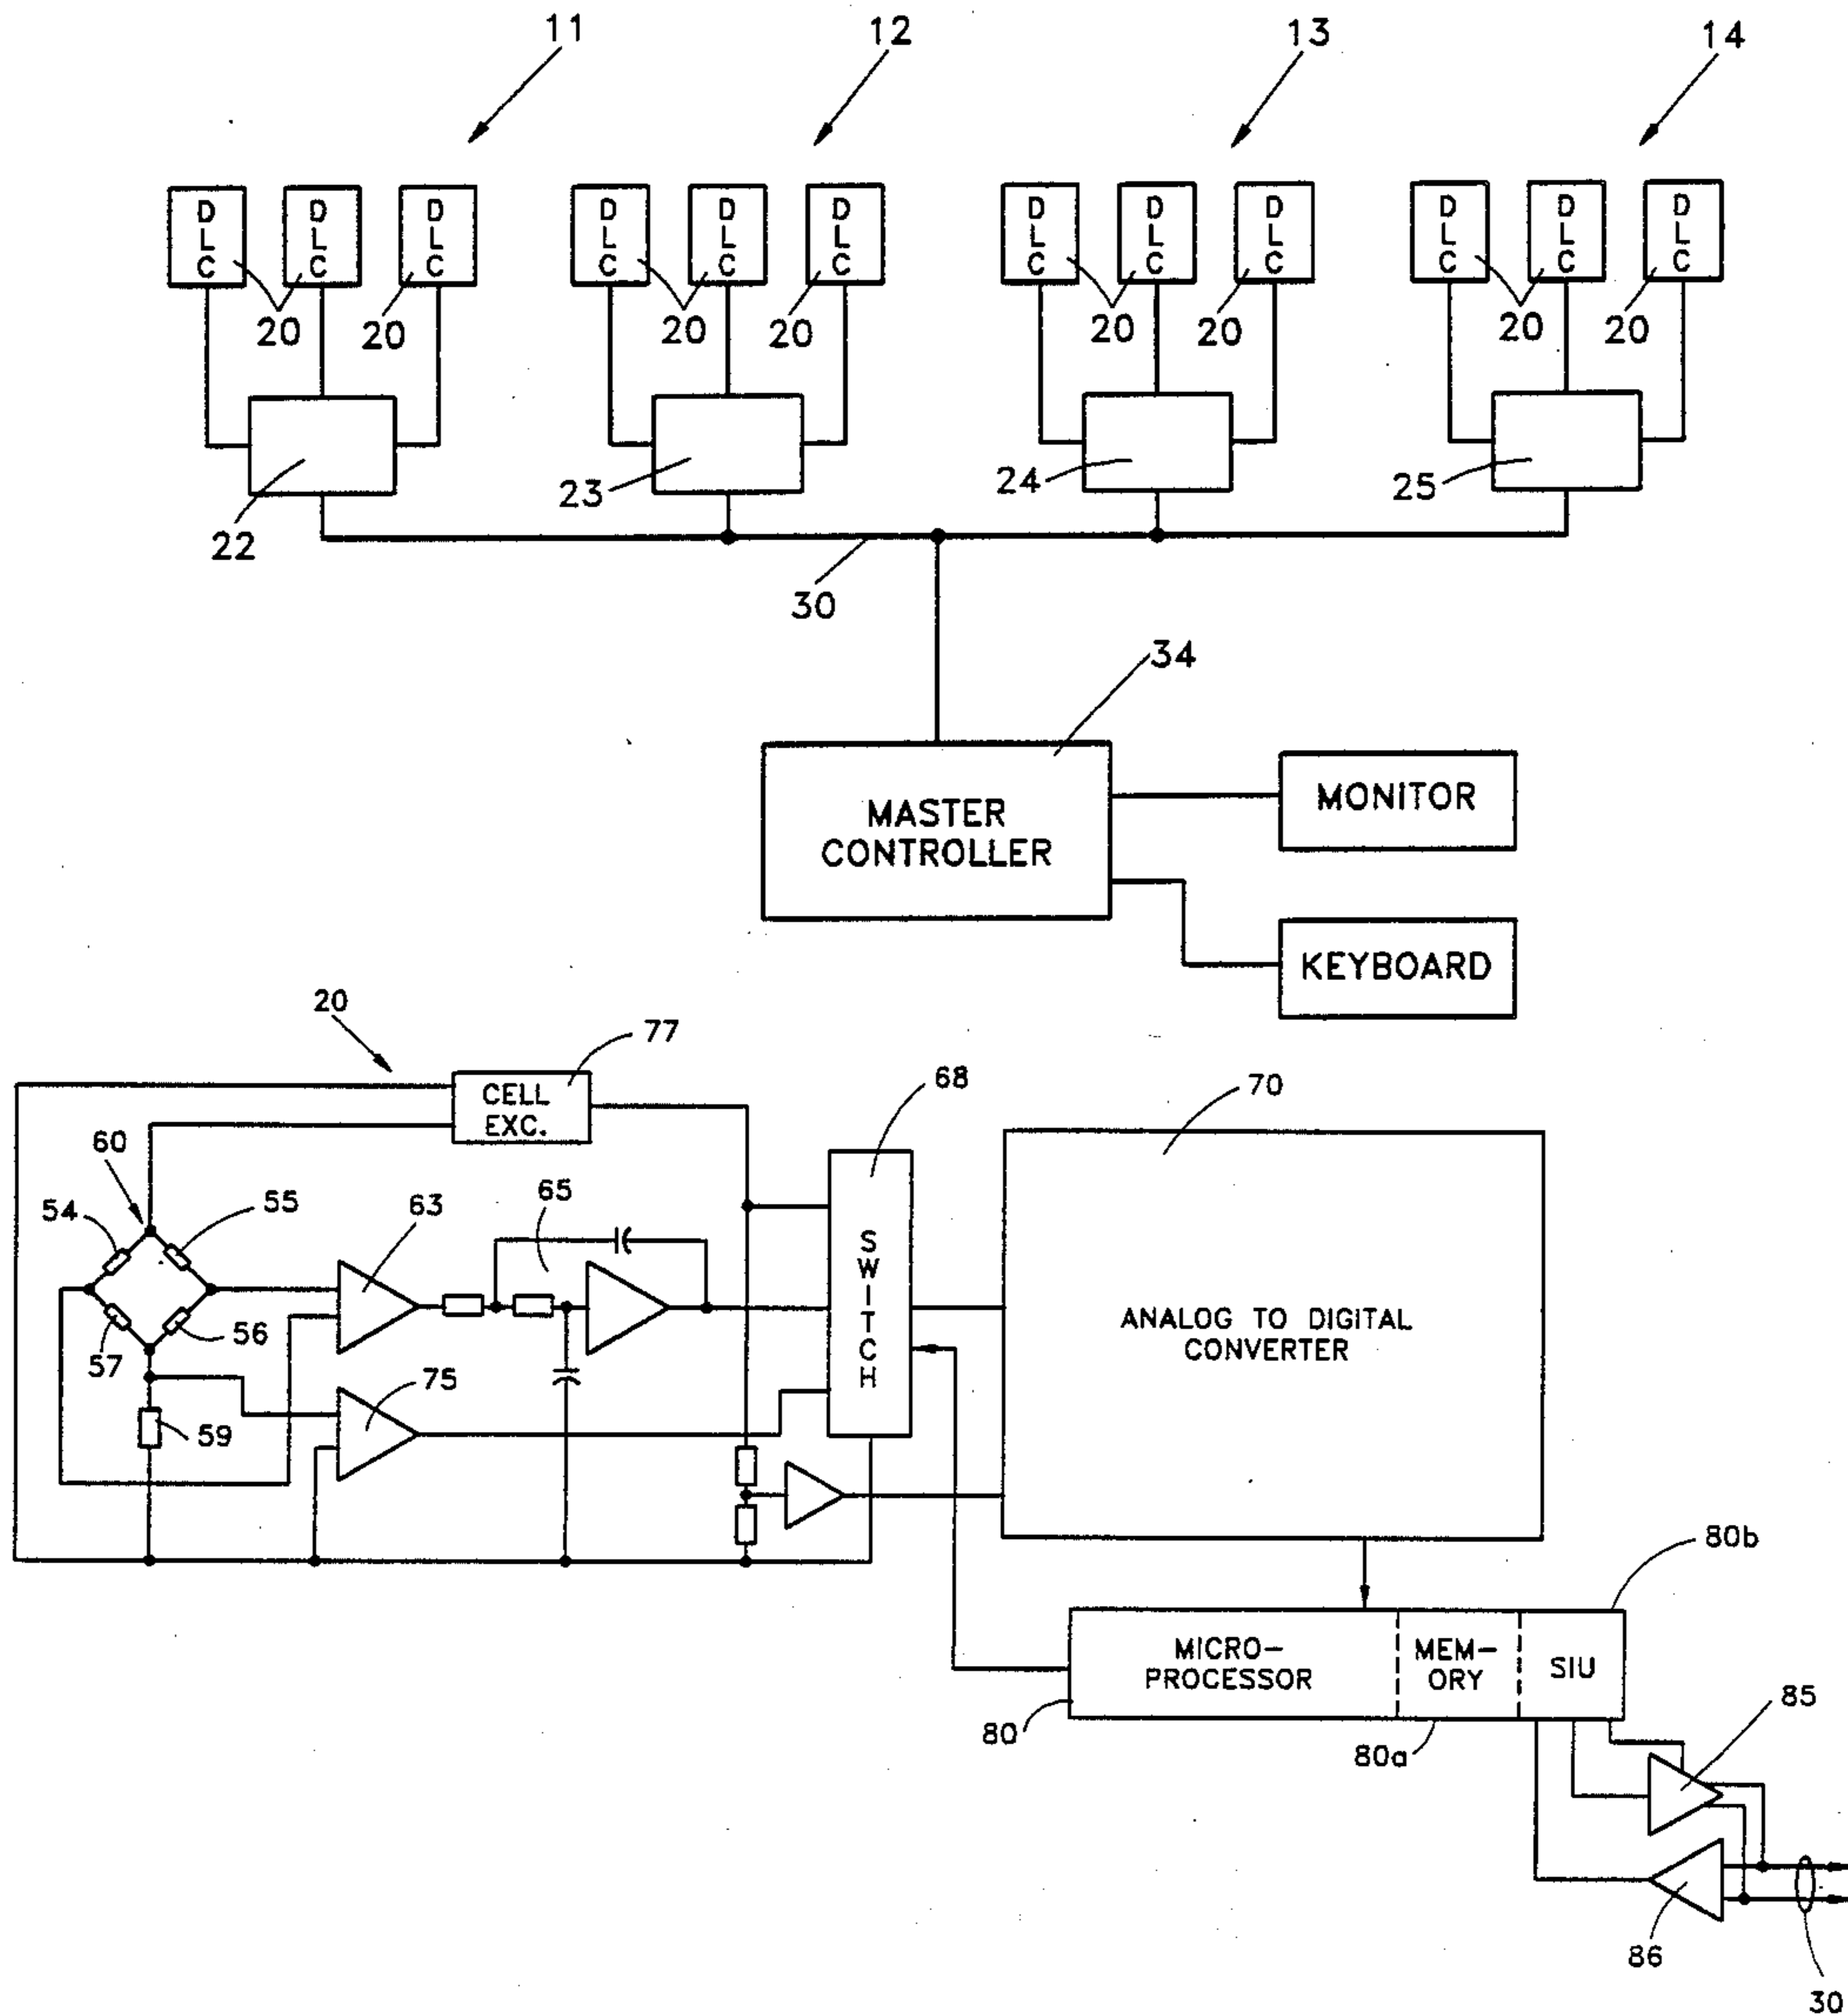 11 12 13 14
D L C D L C D L C D L C D L C D L C D L C D L C D L C D L C D L C D L C
20 20 20 20 20 20 20 20
22 23 24 25
30
34
MASTER
CONTROLLER
MONITOR
KEYBOARD
20
77
CELL
EXC.
68
70
60
54
55
63
65
SWITCH
ANALOG TO DIGITAL
CONVERTER
57
56
75
59
80b
MICRO-
PROCESSOR
MEM-
ORY
SIU
80
80a
85
86
30